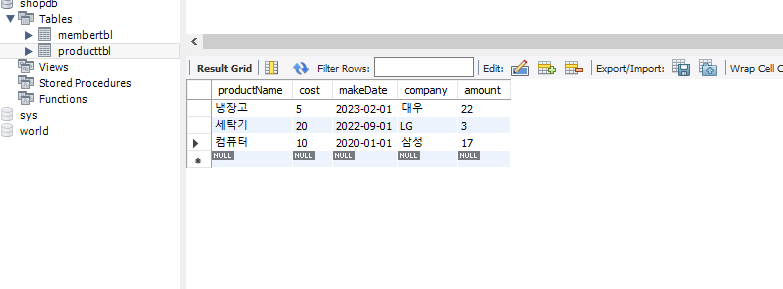 shopdb
Tables
membertbl
producttbl
Views
Stored Procedures
Functions
sys
world
Result Grid Filter Rows: Edit: Export/Import: Wrap Cell C
productName cost makeDate company amount
냉장고 5 2023-02-01 대우 22
세탁기 20 2022-09-01 LG 3
컴퓨터 10 2020-01-01 삼성 17
NULL NULL NULL NULL NULL